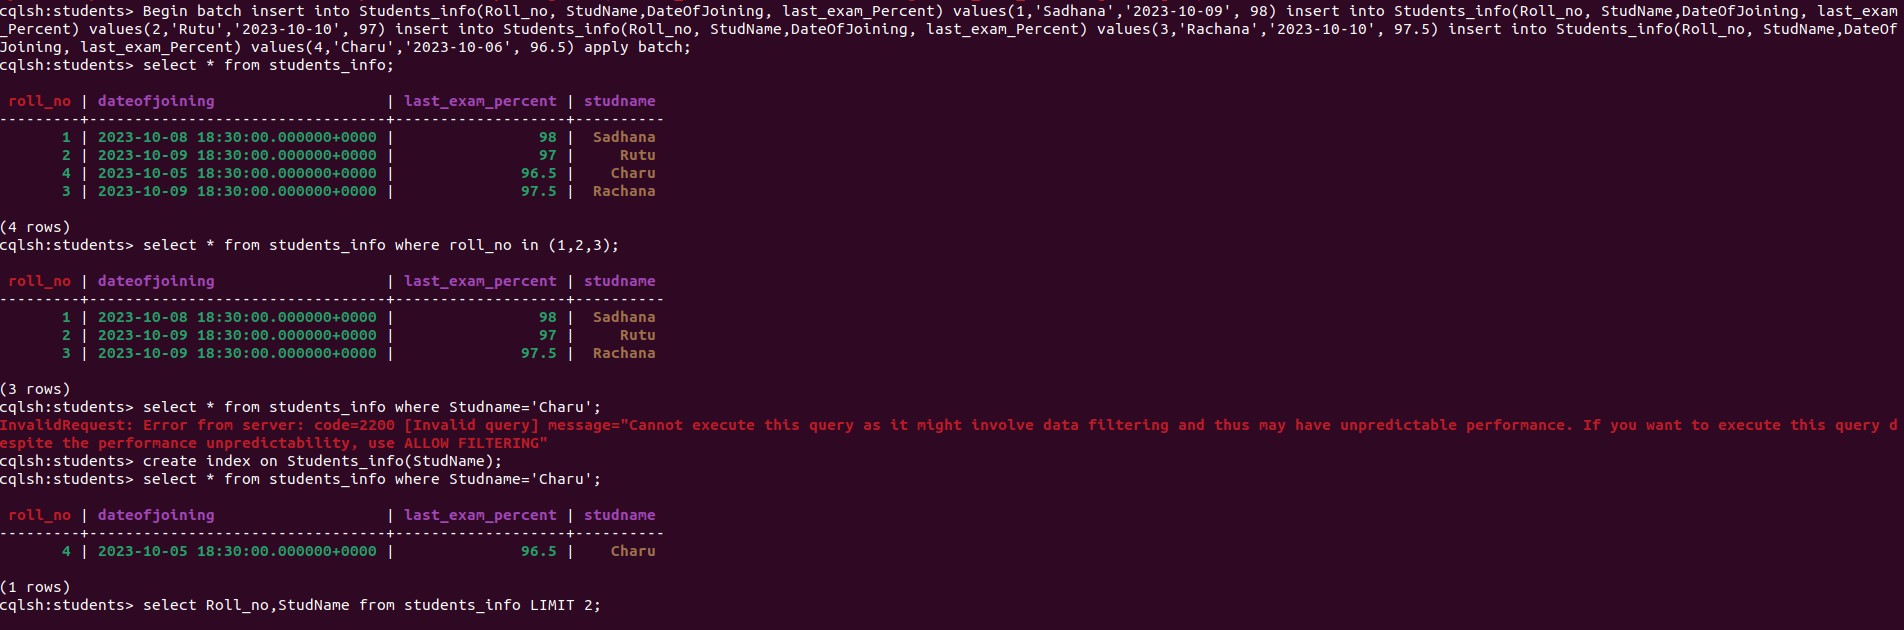 cqlsh:students> Begin batch insert into Students_info(Roll_no, StudName,DateOfJoining, last_exam_Percent) values(1,'Sadhana','2023-10-09', 98) insert into Students_info(Roll_no, StudName,DateOfJoining, last_exam
_Percent) values(2,'Rutu','2023-10-10', 97) insert into Students_info(Roll_no, StudName,DateOfJoining, last_exam_Percent) values(3,'Rachana','2023-10-10', 97.5) insert into Students_info(Roll_no, StudName,DateOf
Joining, last_exam_Percent) values(4,'Charu','2023-10-06', 96.5) apply batch;
cqlsh:students> select * from students_info;
 roll_no | dateofjoining                   | last_exam_percent | studname
---------+---------------------------------+-------------------+----------
       1 | 2023-10-08 18:30:00.000000+0000 |                98 |  Sadhana
       2 | 2023-10-09 18:30:00.000000+0000 |                97 |     Rutu
       4 | 2023-10-05 18:30:00.000000+0000 |              96.5 |    Charu
       3 | 2023-10-09 18:30:00.000000+0000 |              97.5 |  Rachana
(4 rows)
cqlsh:students> select * from students_info where roll_no in (1,2,3);
 roll_no | dateofjoining                   | last_exam_percent | studname
---------+---------------------------------+-------------------+----------
       1 | 2023-10-08 18:30:00.000000+0000 |                98 |  Sadhana
       2 | 2023-10-09 18:30:00.000000+0000 |                97 |     Rutu
       3 | 2023-10-09 18:30:00.000000+0000 |              97.5 |  Rachana
(3 rows)
cqlsh:students> select * from students_info where Studname='Charu';
InvalidRequest: Error from server: code=2200 [Invalid query] message="Cannot execute this query as it might involve data filtering and thus may have unpredictable performance. If you want to execute this query d
espite the performance unpredictability, use ALLOW FILTERING"
cqlsh:students> create index on Students_info(StudName);
cqlsh:students> select * from students_info where Studname='Charu';
 roll_no | dateofjoining                   | last_exam_percent | studname
---------+---------------------------------+-------------------+----------
       4 | 2023-10-05 18:30:00.000000+0000 |              96.5 |    Charu
(1 rows)
cqlsh:students> select Roll_no,StudName from students_info LIMIT 2;